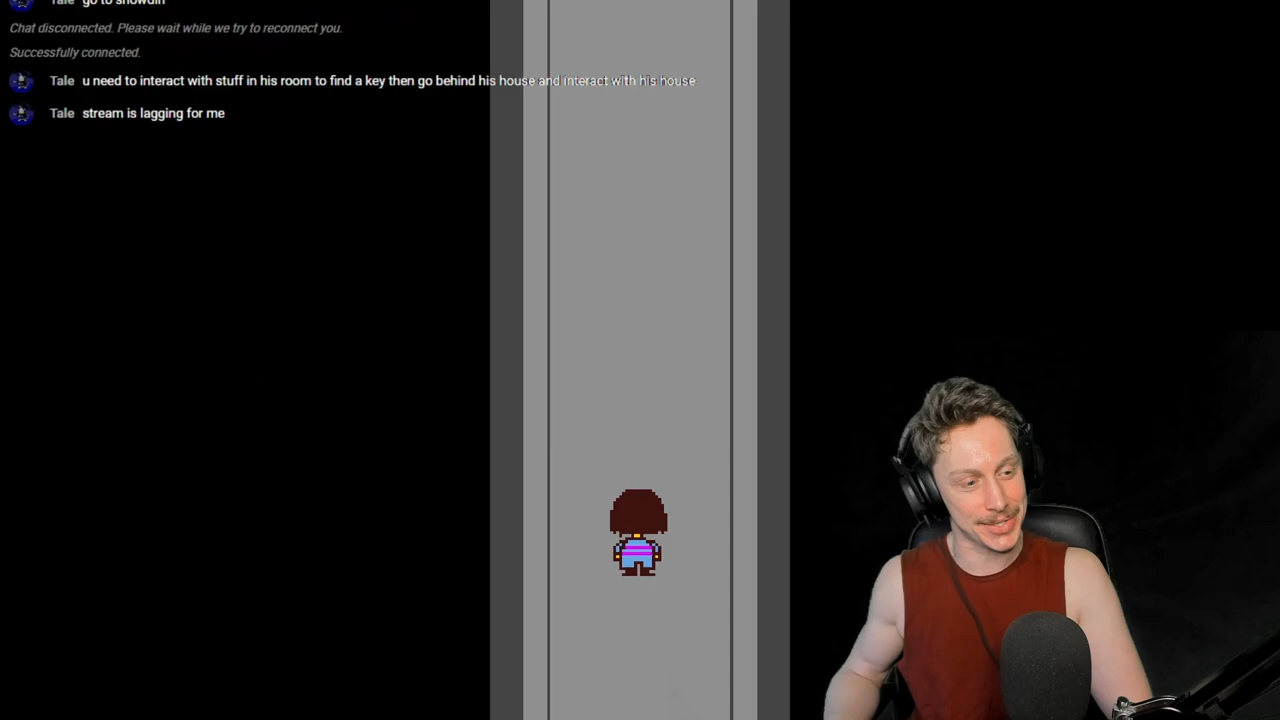 Tale go to snowdin
Chat disconnected. Please wait while we try to reconnect you.
Successfully connected.
Tale u need to interact with stuff in his room to find a key then go behind his house and interact with his house
Tale stream is lagging for me